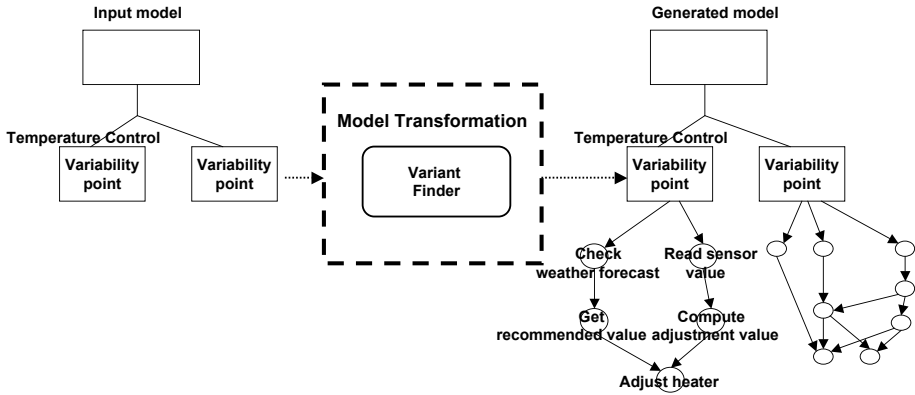 Input model
Generated model
Model Transformation
Temperature Control
Variability
point
Variability
point
Variant
Finder
Temperature Control
Variability
point
Variability
point
Check
weather forecast
Read sensor
value
Get
recommended value
Compute
adjustment value
Adjust heater